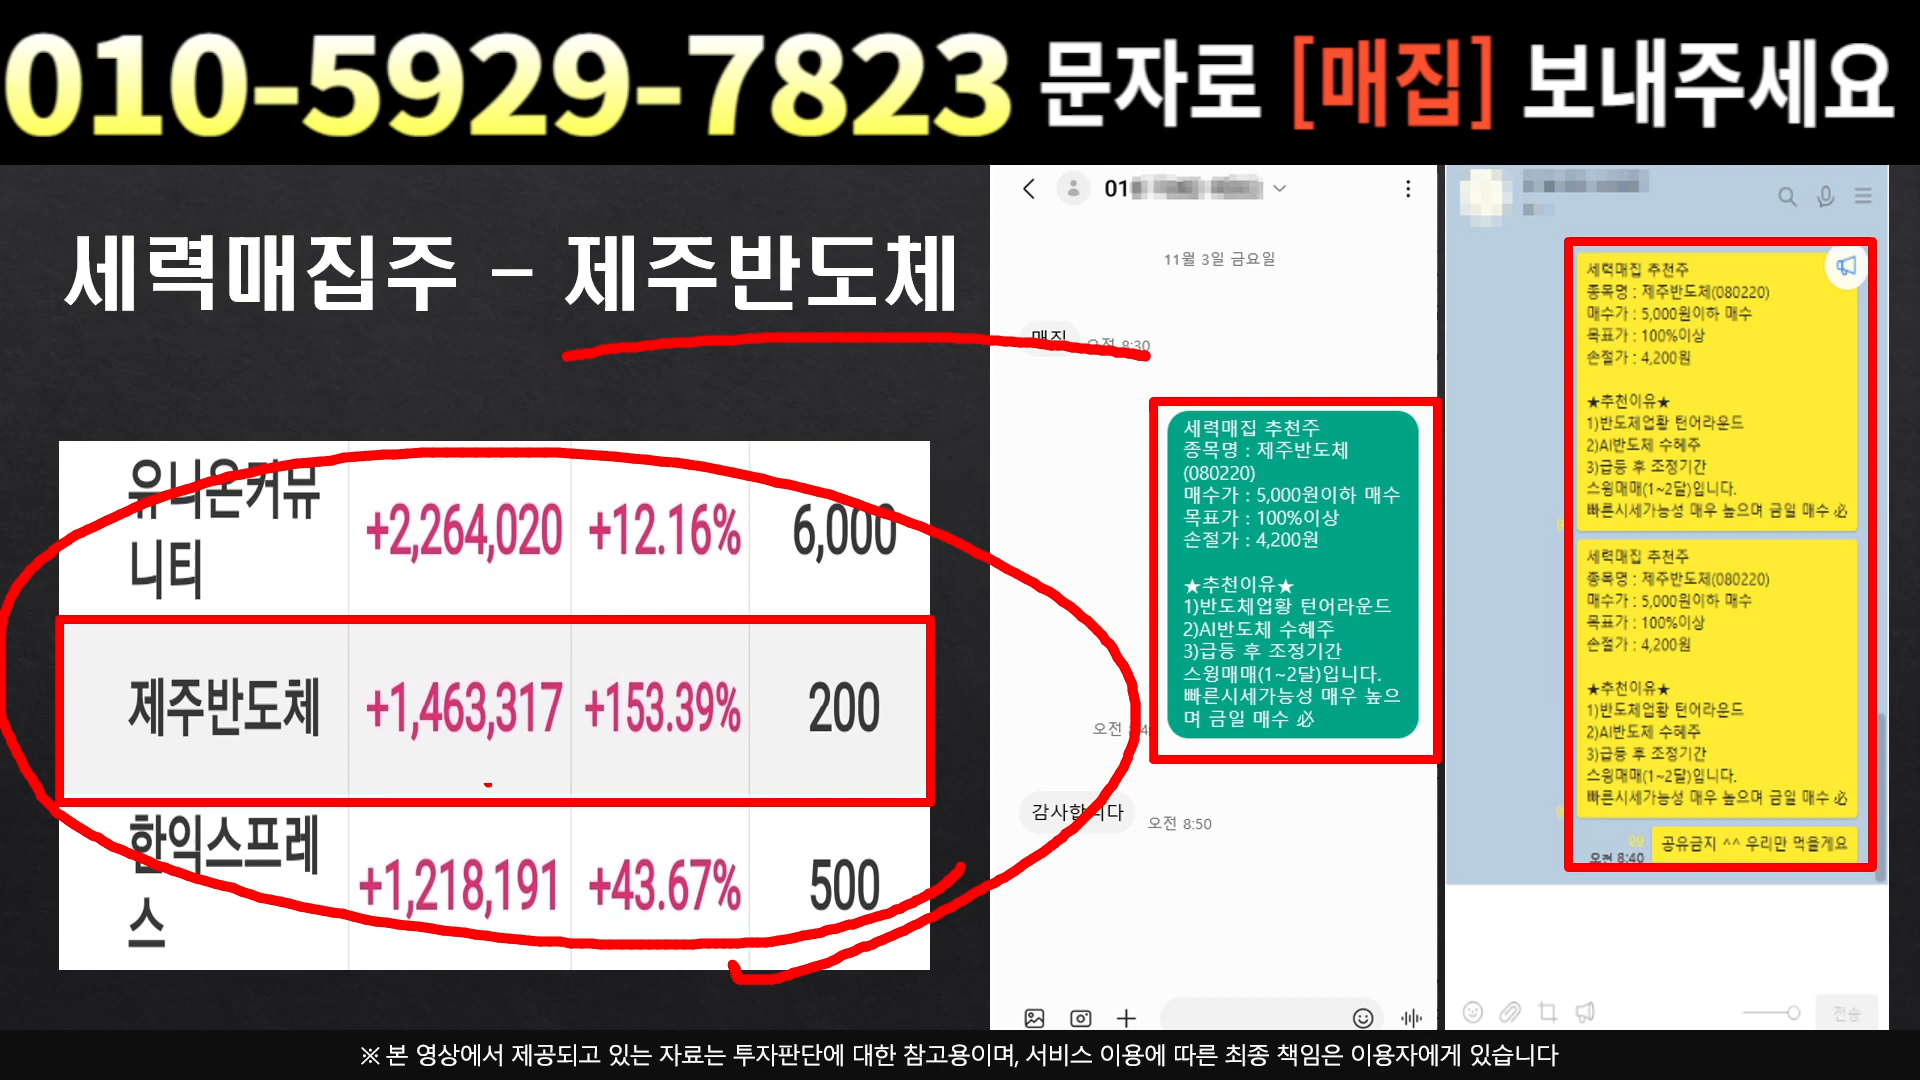 010-5929-7823 문자로 [매집] 보내주세요
세력매집주 - 제주반도체
유니온커뮤
니티
+2,264,020 +12.16% 6,000
제주반도체 +1,463,317 +153.39% 200
한익스프레
스
+1,218,191 +43.67% 500
01
11월 3일 금요일
매집
오전 8:30
세력매집 추천주
종목명 : 제주반도체
(080220)
매수가 : 5,000원이하 매수
목표가 : 100%이상
손절가 : 4,200원
★추천이유★
1)반도체업황 턴어라운드
2)AI반도체 수혜주
3)급등 후 조정기간
스윙매매(1~2달)입니다.
빠른시세가능성 매우 높으
며 금일 매수 必
오전
감사합니다
오전 8:50
세력매집 추천주
종목명 : 제주반도체(080220)
매수가 : 5,000원이하 매수
목표가 : 100%이상
손절가 : 4,200원
★추천이유★
1)반도체업황 턴어라운드
2)AI반도체 수혜주
3)급등 후 조정기간
스윙매매(1~2달)입니다.
빠른시세가능성 매우 높으며 금일 매수 必
세력매집 추천주
종목명 : 제주반도체(080220)
매수가 : 5,000원이하 매수
목표가 : 100%이상
손절가 : 4,200원
★추천이유★
1)반도체업황 턴어라운드
2)AI반도체 수혜주
3)급등 후 조정기간
스윙매매(1~2달)입니다.
빠른시세가능성 매우 높으며 금일 매수 必
오전 8:40
공유금지 ^^ 우리만 먹을게요
전송
※ 본 영상에서 제공되고 있는 자료는 투자판단에 대한 참고용이며, 서비스 이용에 따른 최종 책임은 이용자에게 있습니다